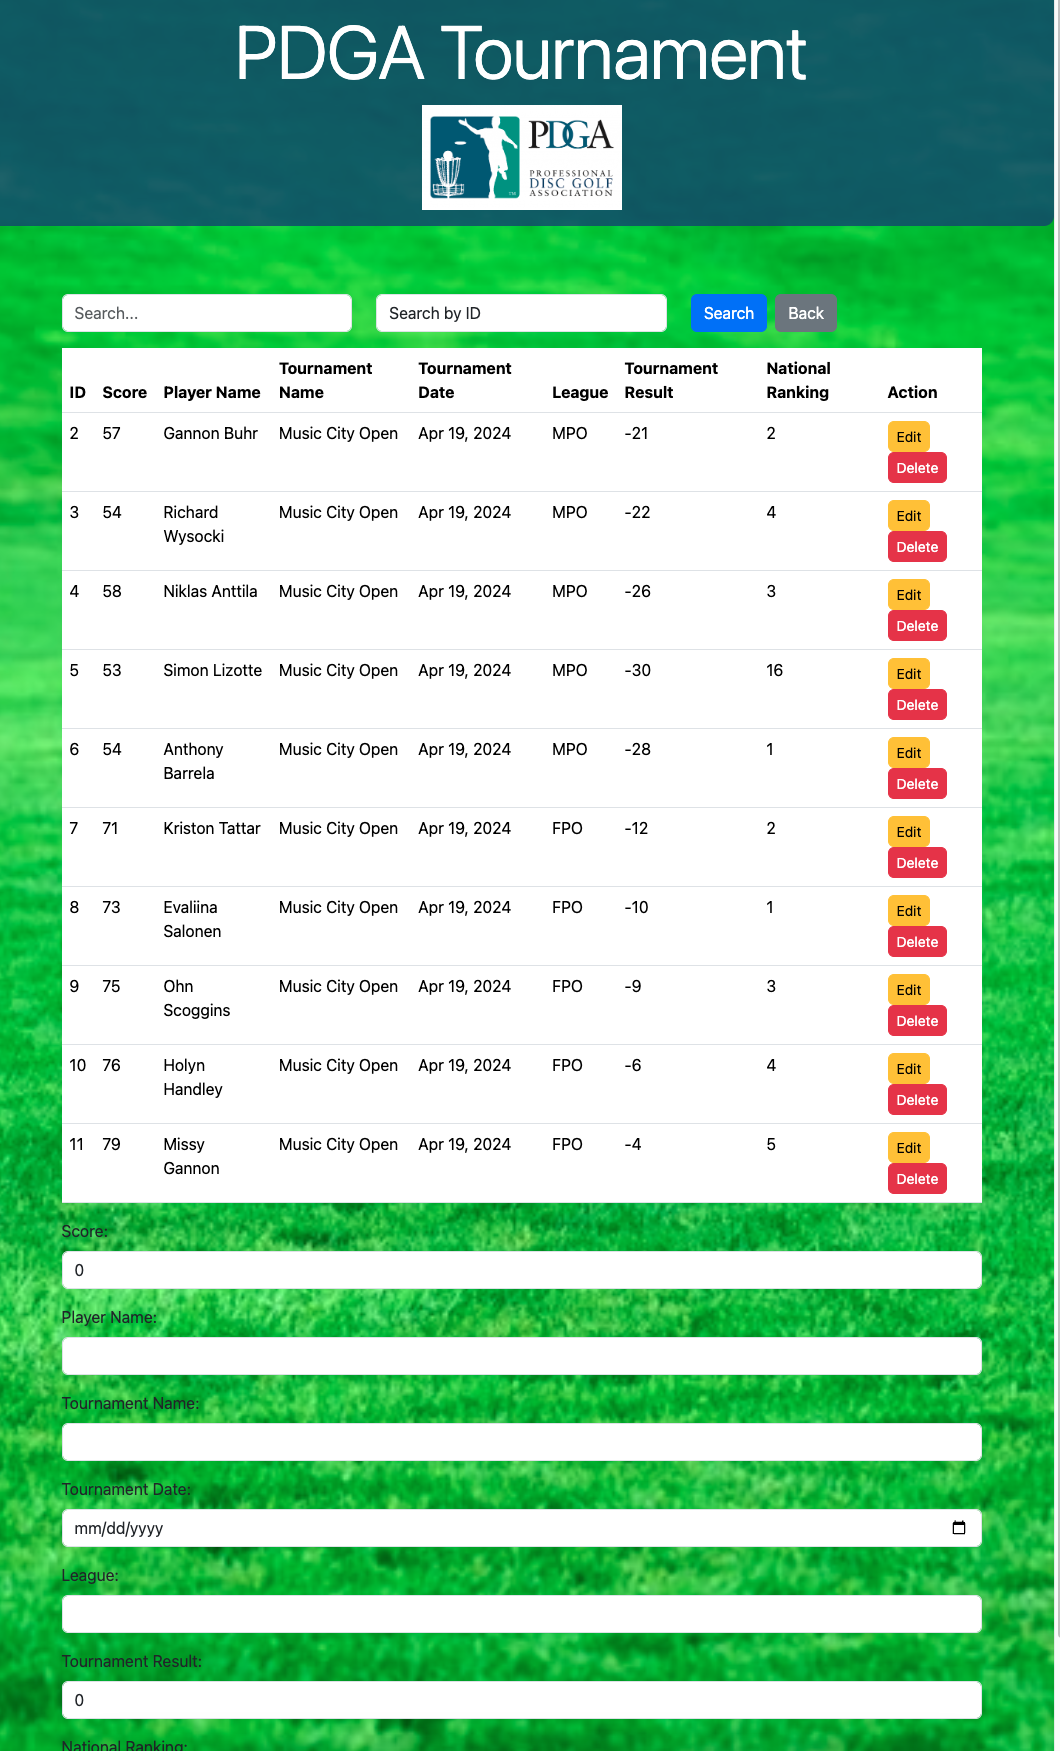 PDGA Tournament
PDGA
PROFESSIONAL
DISC GOLF
ASSOCIATION
TM
Search... Search by ID Search Back
ID Score Player Name Tournament Name Tournament Date League Tournament Result National Ranking Action
2 57 Gannon Buhr Music City Open Apr 19, 2024 MPO -21 2 Edit
Delete
3 54 Richard Wysocki Music City Open Apr 19, 2024 MPO -22 4 Edit
Delete
4 58 Niklas Anttila Music City Open Apr 19, 2024 MPO -26 3 Edit
Delete
5 53 Simon Lizotte Music City Open Apr 19, 2024 MPO -30 16 Edit
Delete
6 54 Anthony Barrela Music City Open Apr 19, 2024 MPO -28 1 Edit
Delete
7 71 Kriston Tattar Music City Open Apr 19, 2024 FPO -12 2 Edit
Delete
8 73 Evaliina Salonen Music City Open Apr 19, 2024 FPO -10 1 Edit
Delete
9 75 Ohn Scoggins Music City Open Apr 19, 2024 FPO -9 3 Edit
Delete
10 76 Holyn Handley Music City Open Apr 19, 2024 FPO -6 4 Edit
Delete
11 79 Missy Gannon Music City Open Apr 19, 2024 FPO -4 5 Edit
Delete
Score:
0
Player Name:
Tournament Name:
Tournament Date:
mm/dd/yyyy
League:
Tournament Result:
0
National Ranking: